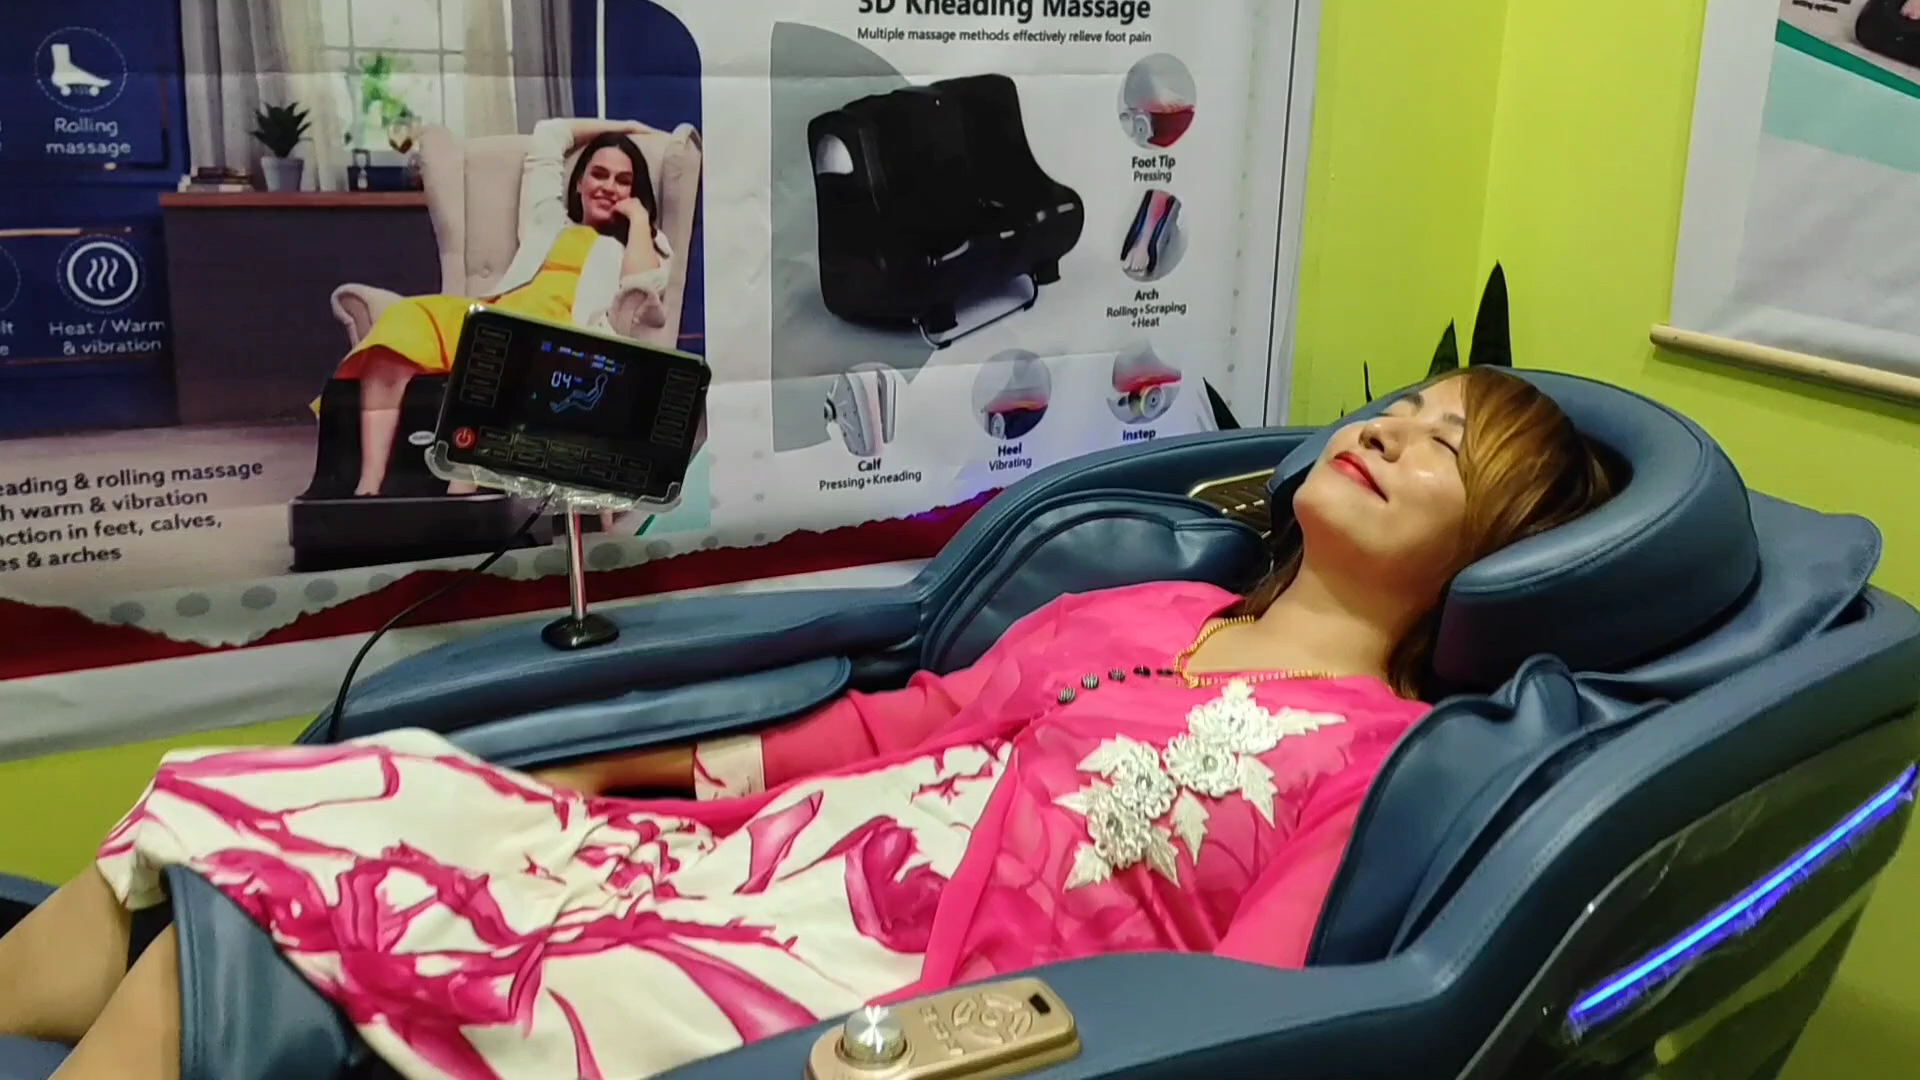 Rolling
massage
Heat / Warm
& vibration
eading & rolling massage
h warm & vibration
nction in feet, calves,
es & arches
3D Kneading Massage
Multiple massage methods effectively relieve foot pain
Foot Tip
Pressing
Arch
Rolling+Scraping
+Heat
Calf
Pressing+Kneading
Heel
Vibrating
Instep
04